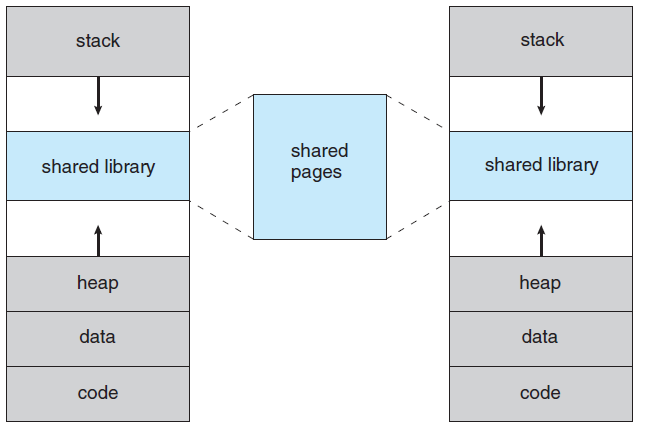 stack
shared library
heap
data
code
shared
pages
stack
shared library
heap
data
code